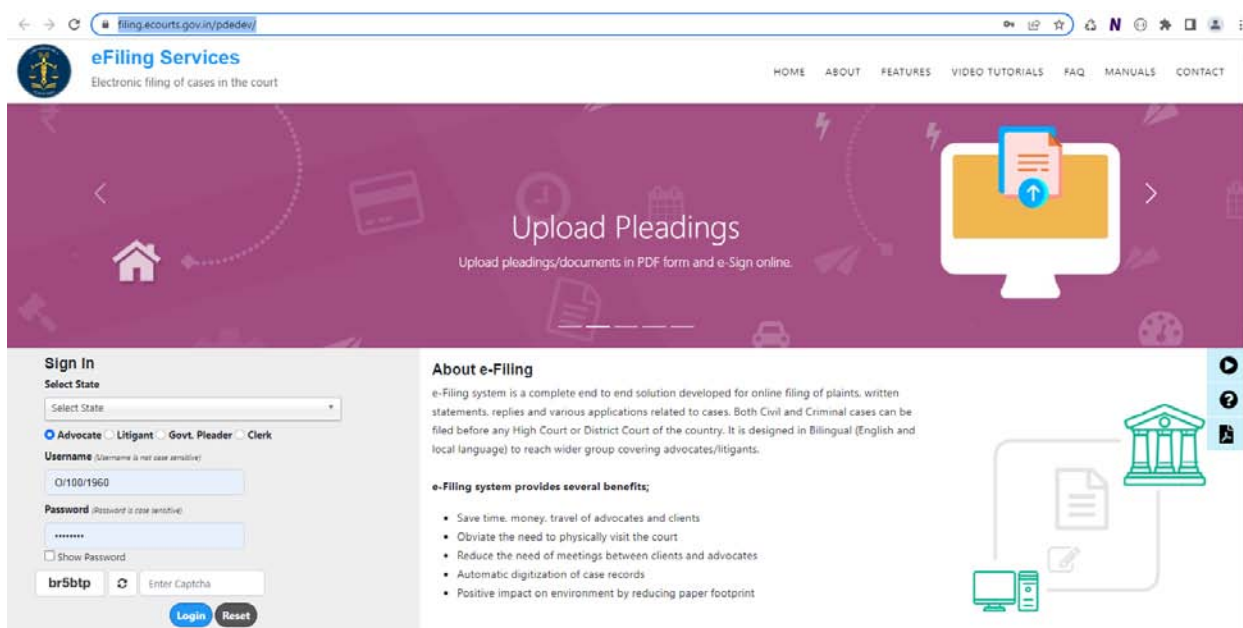 filing.ecourts.gov.in/pdedev/
eFiling Services
Electronic filing of cases in the court
HOME ABOUT FEATURES VIDEO TUTORIALS FAQ MANUALS CONTACT
Upload Pleadings
Upload pleadings/documents in PDF form and e-Sign online.
Sign In
Select State
Select State
Advocate Litigant Govt. Pleader Clerk
Username (Username is not case sensitive)
O/100/1960
Password (Password is case sensitive)
••••••••
Show Password
br5btp Enter Captcha
Login Reset
About e-Filing
e-Filing system is a complete end to end solution developed for online filing of plaints, written
statements, replies and various applications related to cases. Both Civil and Criminal cases can be
filed before any High Court or District Court of the country. It is designed in Bilingual (English and
local language) to reach wider group covering advocates/litigants.
e-Filing system provides several benefits;
• Save time, money, travel of advocates and clients
• Obviate the need to physically visit the court
• Reduce the need of meetings between clients and advocates
• Automatic digitization of case records
• Positive impact on environment by reducing paper footprint